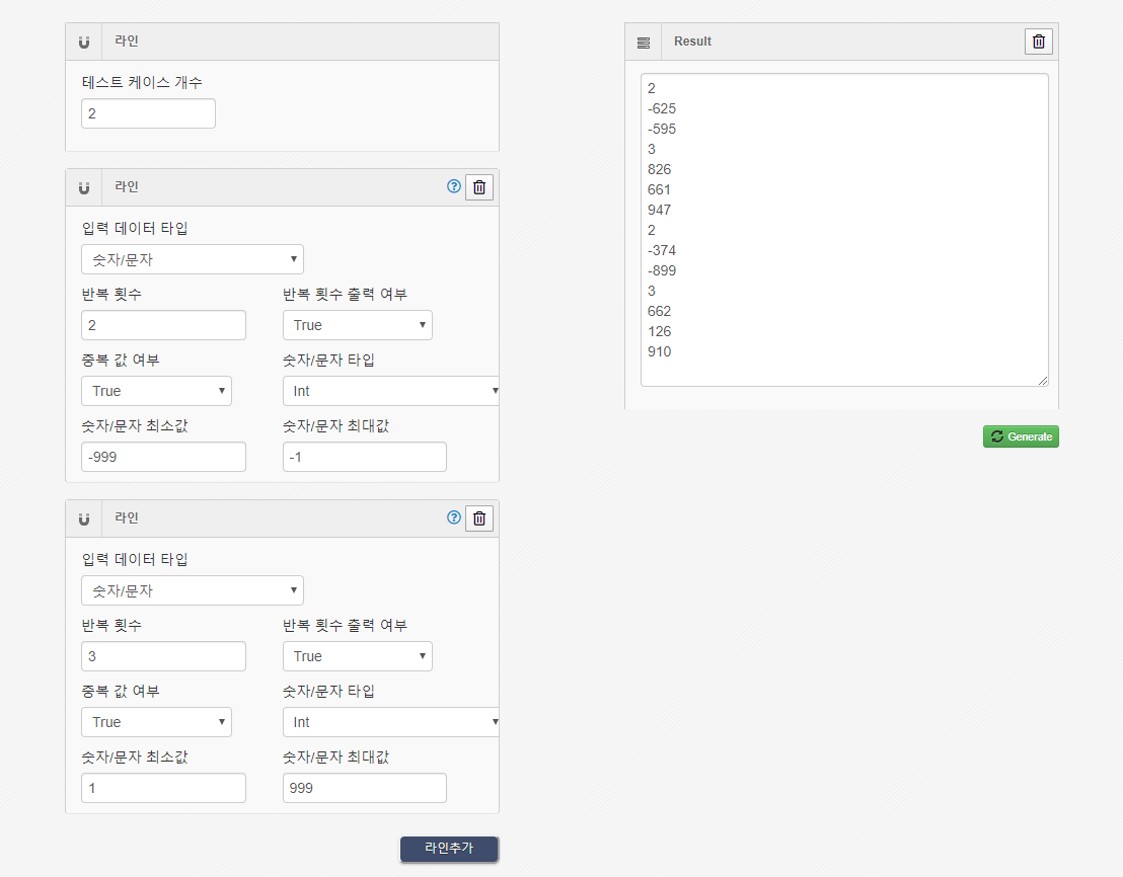 라인
테스트 케이스 개수
2
라인
입력 데이터 타입
숫자/문자
반복 횟수 반복 횟수 출력 여부
2 True
중복 값 여부 숫자/문자 타입
True Int
숫자/문자 최소값 숫자/문자 최대값
-999 -1
라인
입력 데이터 타입
숫자/문자
반복 횟수 반복 횟수 출력 여부
3 True
중복 값 여부 숫자/문자 타입
True Int
숫자/문자 최소값 숫자/문자 최대값
1 999
라인추가
Result
2
-625
-595
3
826
661
947
2
-374
-899
3
662
126
910
Generate